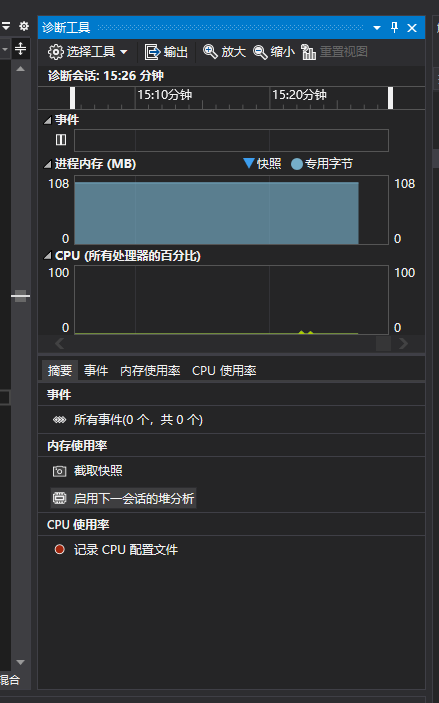 诊断工具
选择工具 输出 放大 缩小 重置视图
诊断会话: 15:26 分钟
15:10分钟 15:20分钟
事件
进程内存 (MB) 快照 专用字节
108 108
0 0
CPU (所有处理器的百分比)
100 100
0 0
摘要 事件 内存使用率 CPU 使用率
事件
所有事件(0 个，共 0 个)
内存使用率
截取快照
启用下一会话的堆分析
CPU 使用率
记录 CPU 配置文件
混合